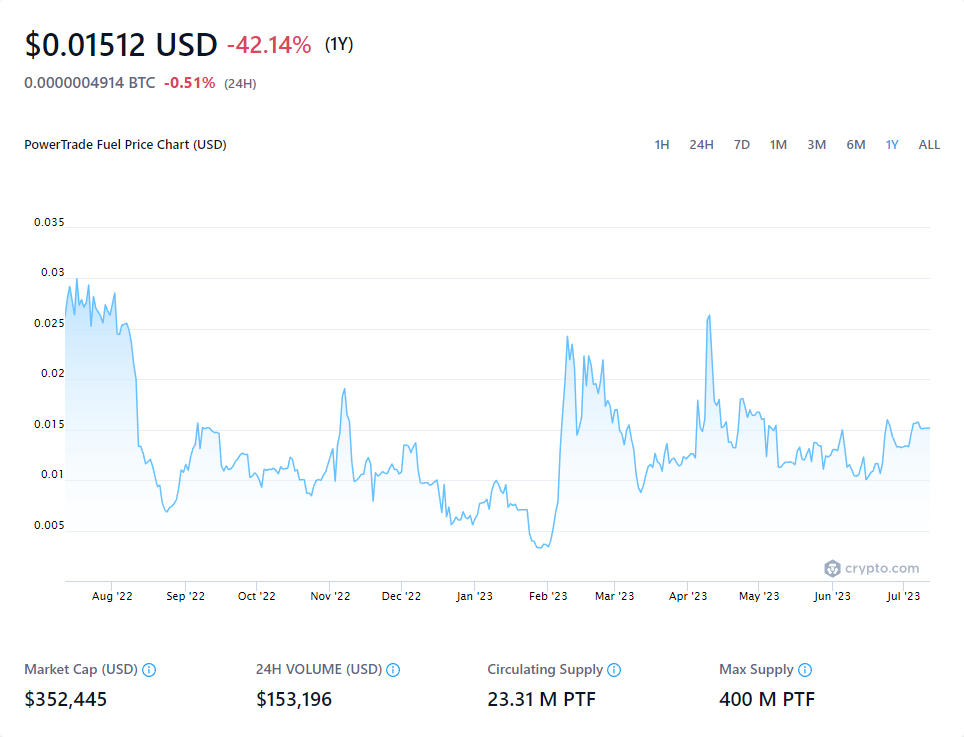 $0.01512 USD -42.14% (1Y)
0.0000004914 BTC -0.51% (24H)
PowerTrade Fuel Price Chart (USD) 1H 24H 7D 1M 3M 6M 1Y ALL
0.035
0.03
0.025
0.02
0.015
0.01
0.005
crypto.com
Aug '22 Sep '22 Oct '22 Nov '22 Dec '22 Jan '23 Feb '23 Mar '23 Apr '23 May '23 Jun '23 Jul '23
Market Cap (USD) 24H VOLUME (USD) Circulating Supply Max Supply
$352,445 $153,196 23.31 M PTF 400 M PTF